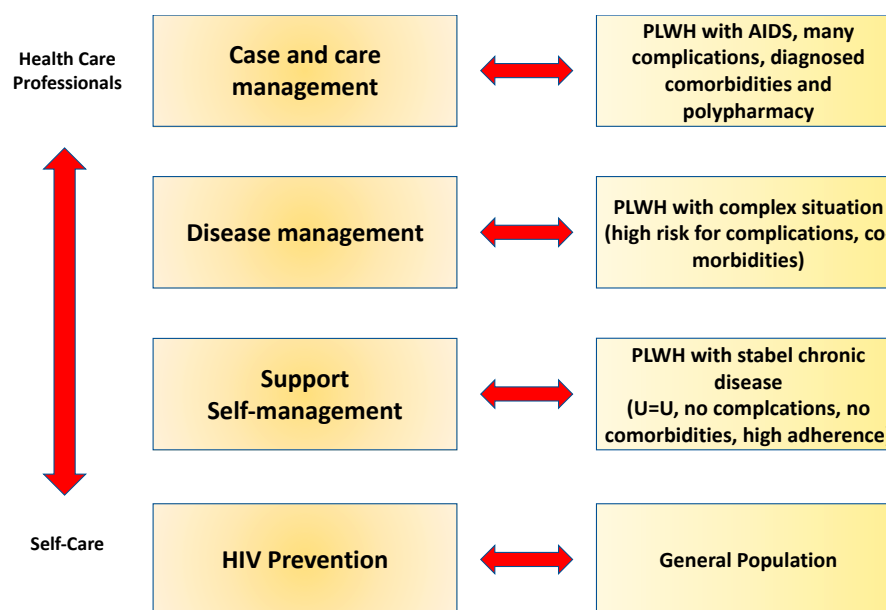 Health Care
Professionals
Case and care
management
PLWH with AIDS, many
complications, diagnosed
comorbidities and
polypharmacy
Disease management
PLWH with complex situation
(high risk for complications, co
morbidities)
Support
Self-management
PLWH with stabel chronic
disease
(U=U, no complcations, no
comorbidities, high adherence
Self-Care
HIV Prevention
General Population